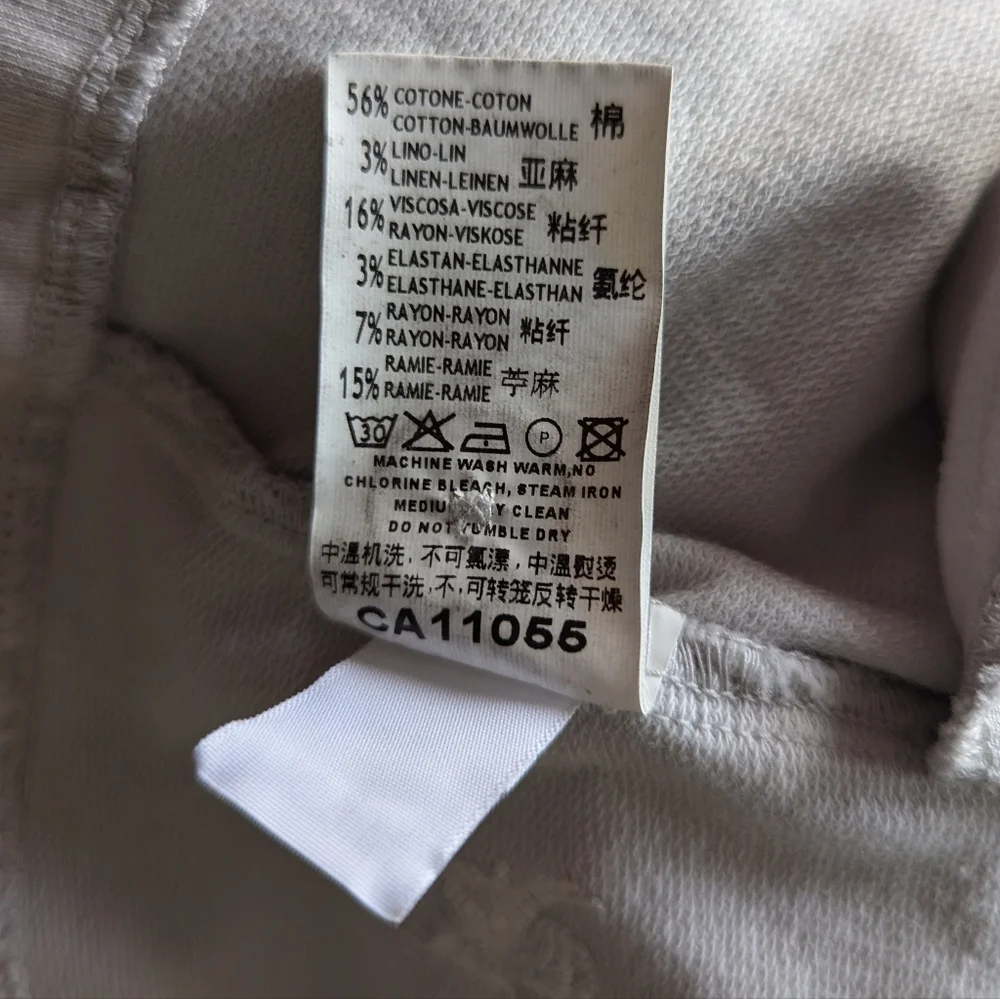 56% COTONE-COTON
COTTON-BAUMWOLLE 棉
3% LINO-LIN
LINEN-LEINEN 亚麻
16% VISCOSA-VISCOSE
RAYON-VISKOSE 粘纤
3% ELASTAN-ELASTHANNE
ELASTHANE-ELASTHAN 氨纶
7% RAYON-RAYON
RAYON-RAYON 粘纤
15% RAMIE-RAMIE
RAMIE-RAMIE 苎麻
30 P
MACHINE WASH WARM,NO
CHLORINE BLEACH, STEAM IRON
CLEAN
DO NOT TUMBLE DRY
中温机洗，不可氯漂，中温熨烫
可常规干洗,不,可转笼反转干燥
CA11055